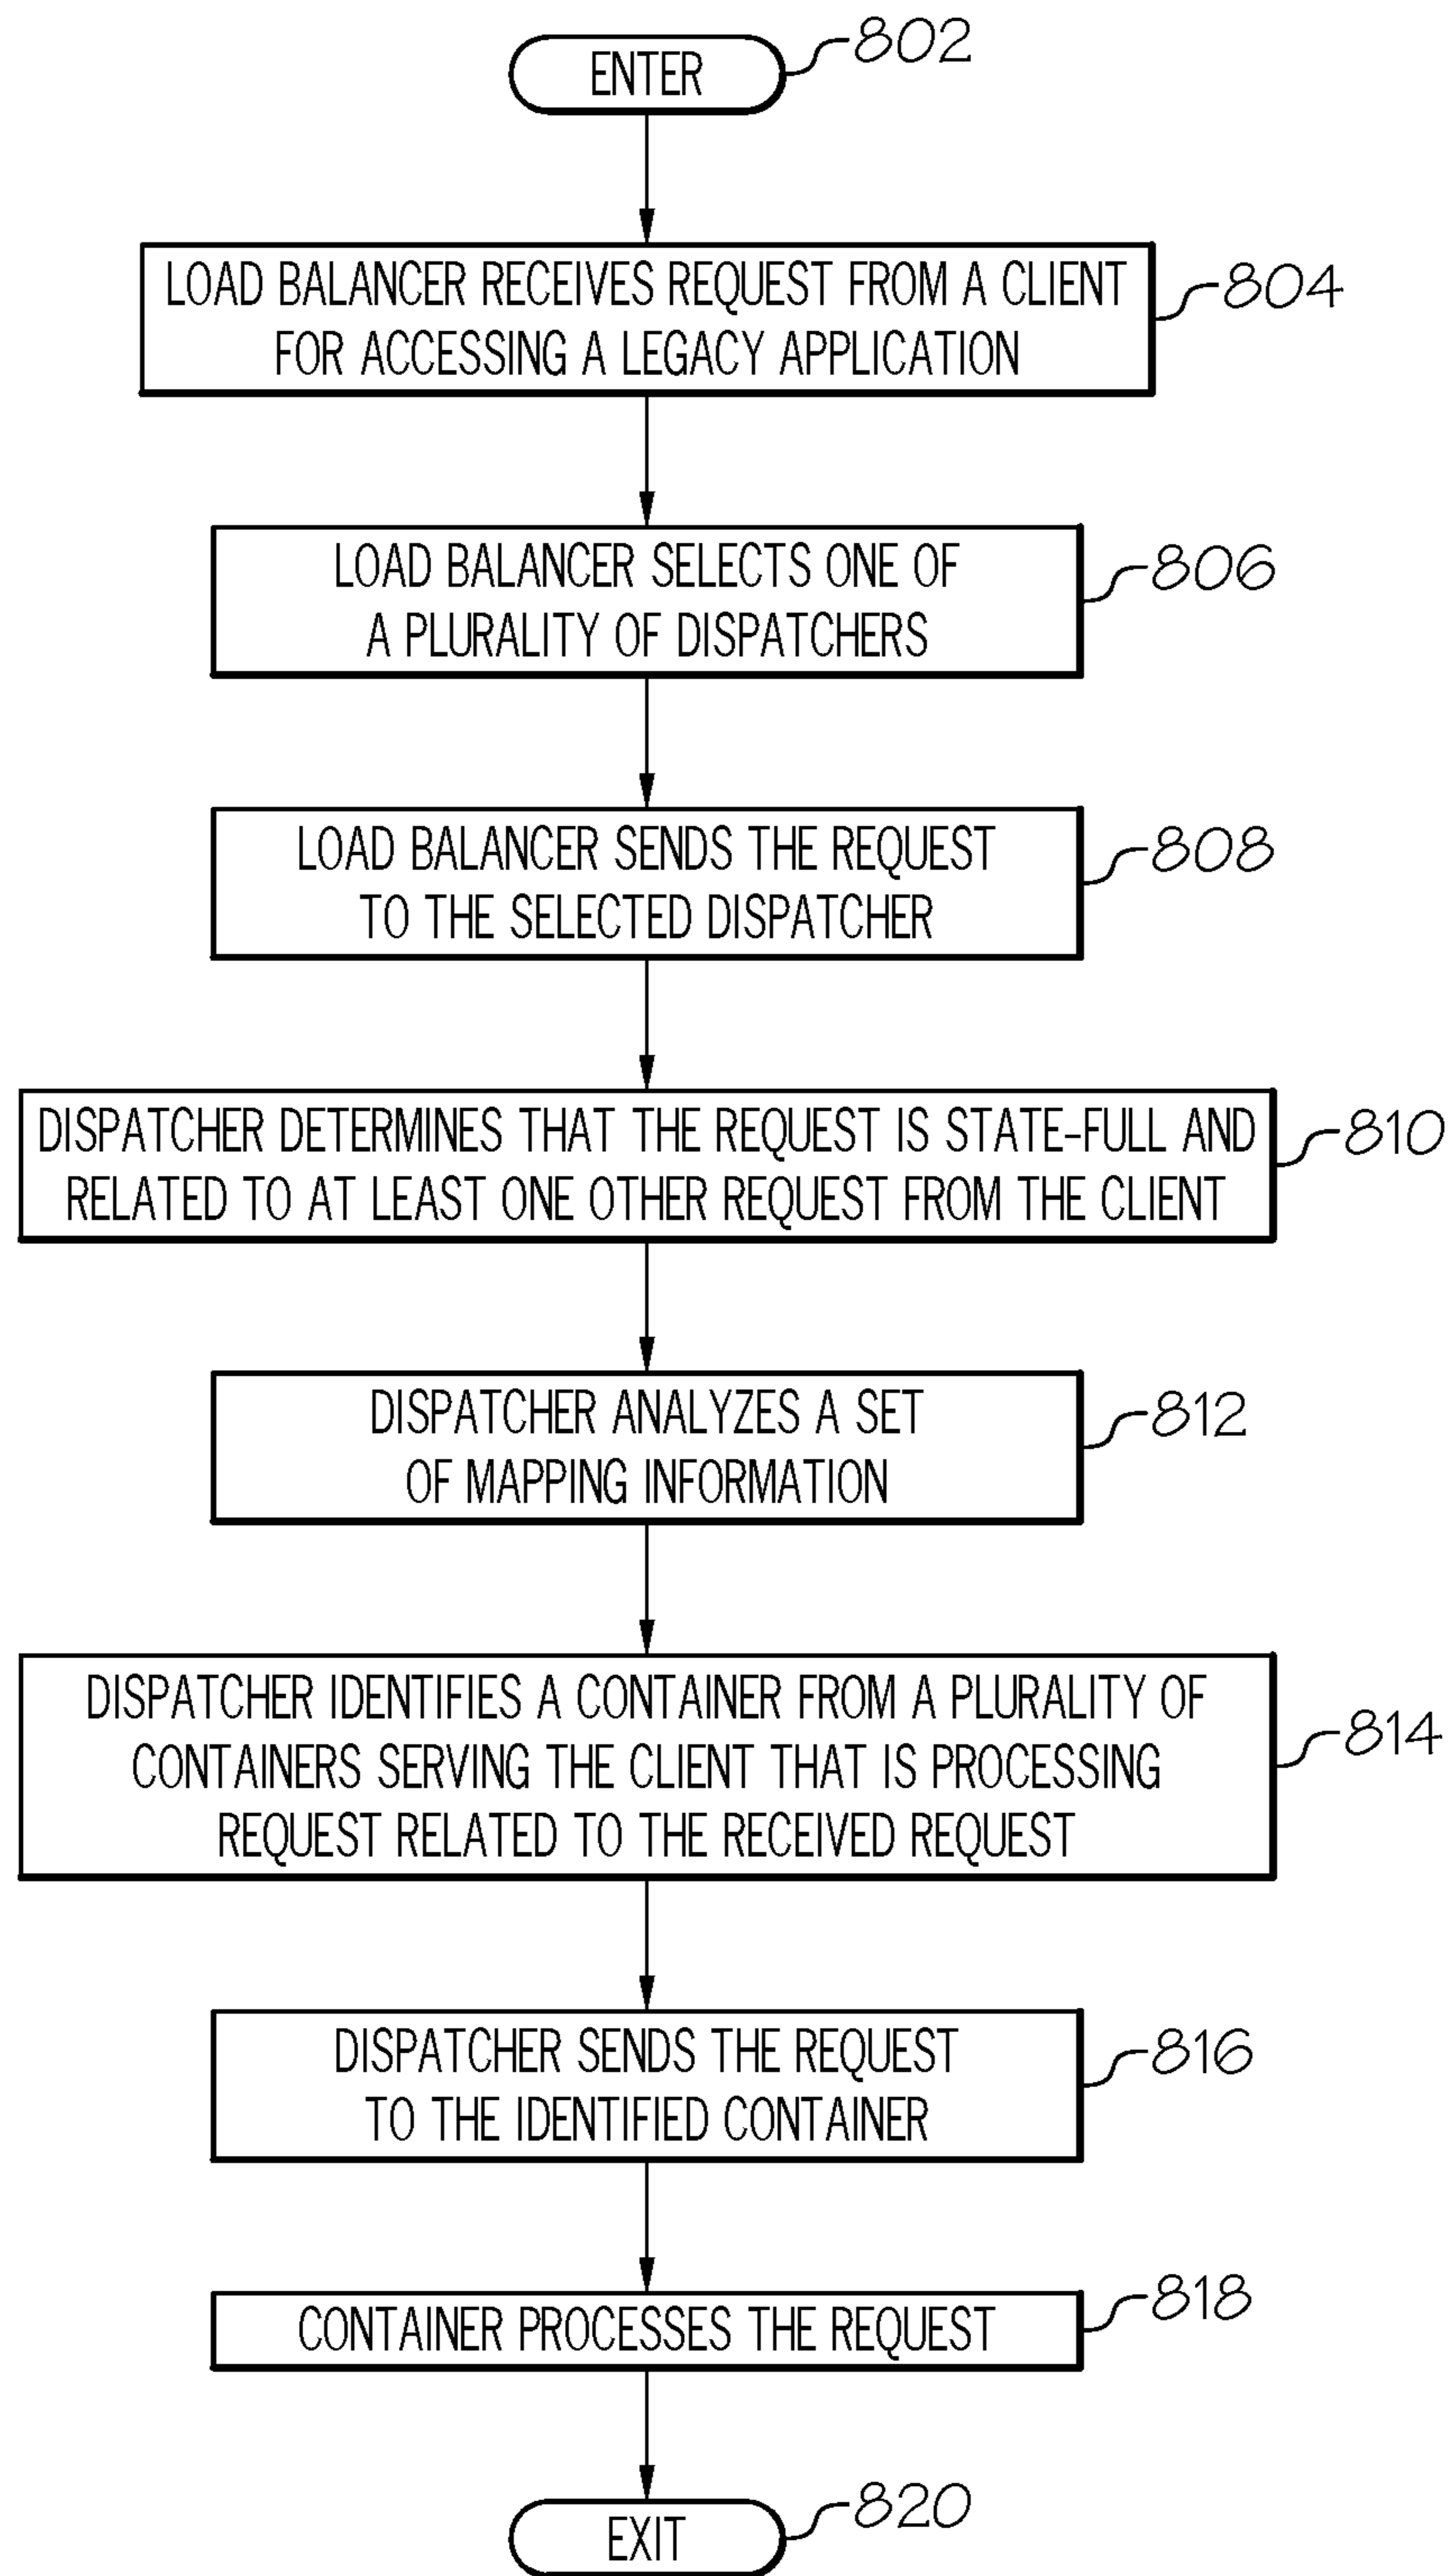 ENTER
802
LOAD BALANCER RECEIVES REQUEST FROM A CLIENT
FOR ACCESSING A LEGACY APPLICATION
804
LOAD BALANCER SELECTS ONE OF
A PLURALITY OF DISPATCHERS
806
LOAD BALANCER SENDS THE REQUEST
TO THE SELECTED DISPATCHER
808
DISPATCHER DETERMINES THAT THE REQUEST IS STATE-FULL AND
RELATED TO AT LEAST ONE OTHER REQUEST FROM THE CLIENT
810
DISPATCHER ANALYZES A SET
OF MAPPING INFORMATION
812
DISPATCHER IDENTIFIES A CONTAINER FROM A PLURALITY OF
CONTAINERS SERVING THE CLIENT THAT IS PROCESSING
REQUEST RELATED TO THE RECEIVED REQUEST
814
DISPATCHER SENDS THE REQUEST
TO THE IDENTIFIED CONTAINER
816
CONTAINER PROCESSES THE REQUEST
818
EXIT
820